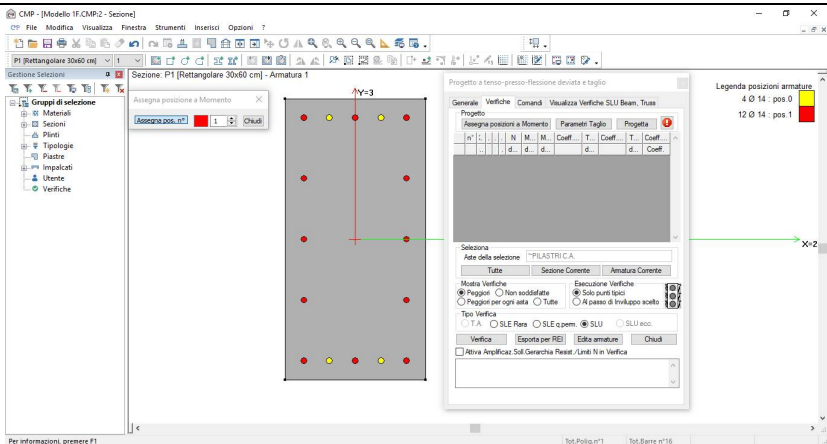 CMP - [Modello 1F.CMP:2 - Sezione]
File Modifica Visualizza Finestra Strumenti Inserisci Opzioni ?
P1 [Rettangolare 30x60 cm] 1
Gestione Selezioni
Sezione: P1 [Rettangolare 30x60 cm] - Armatura 1
Gruppi di selezione
Materiali
Sezioni
Plinti
Tipologie
Piastre
Impalcati
Utente
Verifiche
Assegna posizione a Momento
Assegna pos. n° 1 Chiudi
Y=3
X=2
Progetto a tenso-presso-flessione deviata e taglio
Generale Verifiche Comandi Visualizza Verifiche SLU Beam, Truss
Progetto
Assegna posizioni a Momento Parametri Taglio Progetta
n° N M... M... Coeff... T... Coeff... T... Coeff...
d... d... d... d... d... Coeff.
Seleziona
Aste della selezione ~PILASTRI C.A.
Tutte Sezione Corrente Armatura Corrente
Mostra Verifiche
Peggiori Non soddisfatte
Peggiori per ogni asta Tutte
Esecuzione Verifiche
Solo punti tipici
Al passo di Inviluppo scelto
Tipo Verifica
T.A. SLE Rara SLE q.perm. SLU SLU ecc.
Verifica Esporta per REI Edita armature Chiudi
Attiva Amplificaz.Soll.Gerarchia Resist./Limiti N in Verifica
Legenda posizioni armature
4 Ø 14 : pos.0
12 Ø 14 : pos.1
Per informazioni, premere F1
Tot.Polig.n°1 Tot.Barre n°16